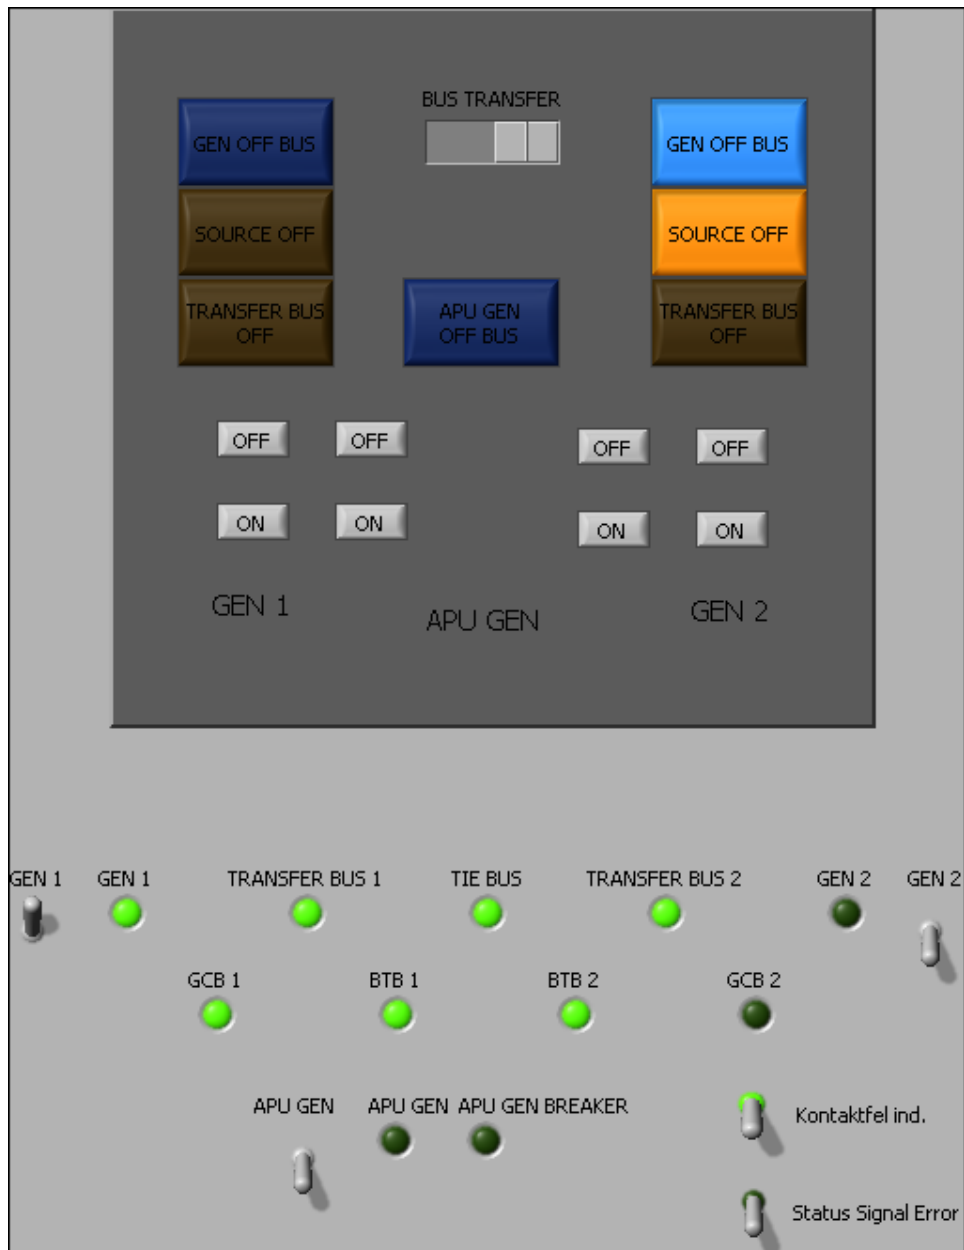 BUS TRANSFER
GEN OFF BUS
GEN OFF BUS
SOURCE OFF
SOURCE OFF
TRANSFER BUS
OFF
APU GEN
OFF BUS
TRANSFER BUS
OFF
OFF
OFF
OFF
OFF
ON
ON
ON
ON
GEN 1
APU GEN
GEN 2
GEN 1
GEN 1
TRANSFER BUS 1
TIE BUS
TRANSFER BUS 2
GEN 2
GEN 2
GCB 1
BTB 1
BTB 2
GCB 2
APU GEN
APU GEN
APU GEN BREAKER
Kontaktfel ind.
Status Signal Error